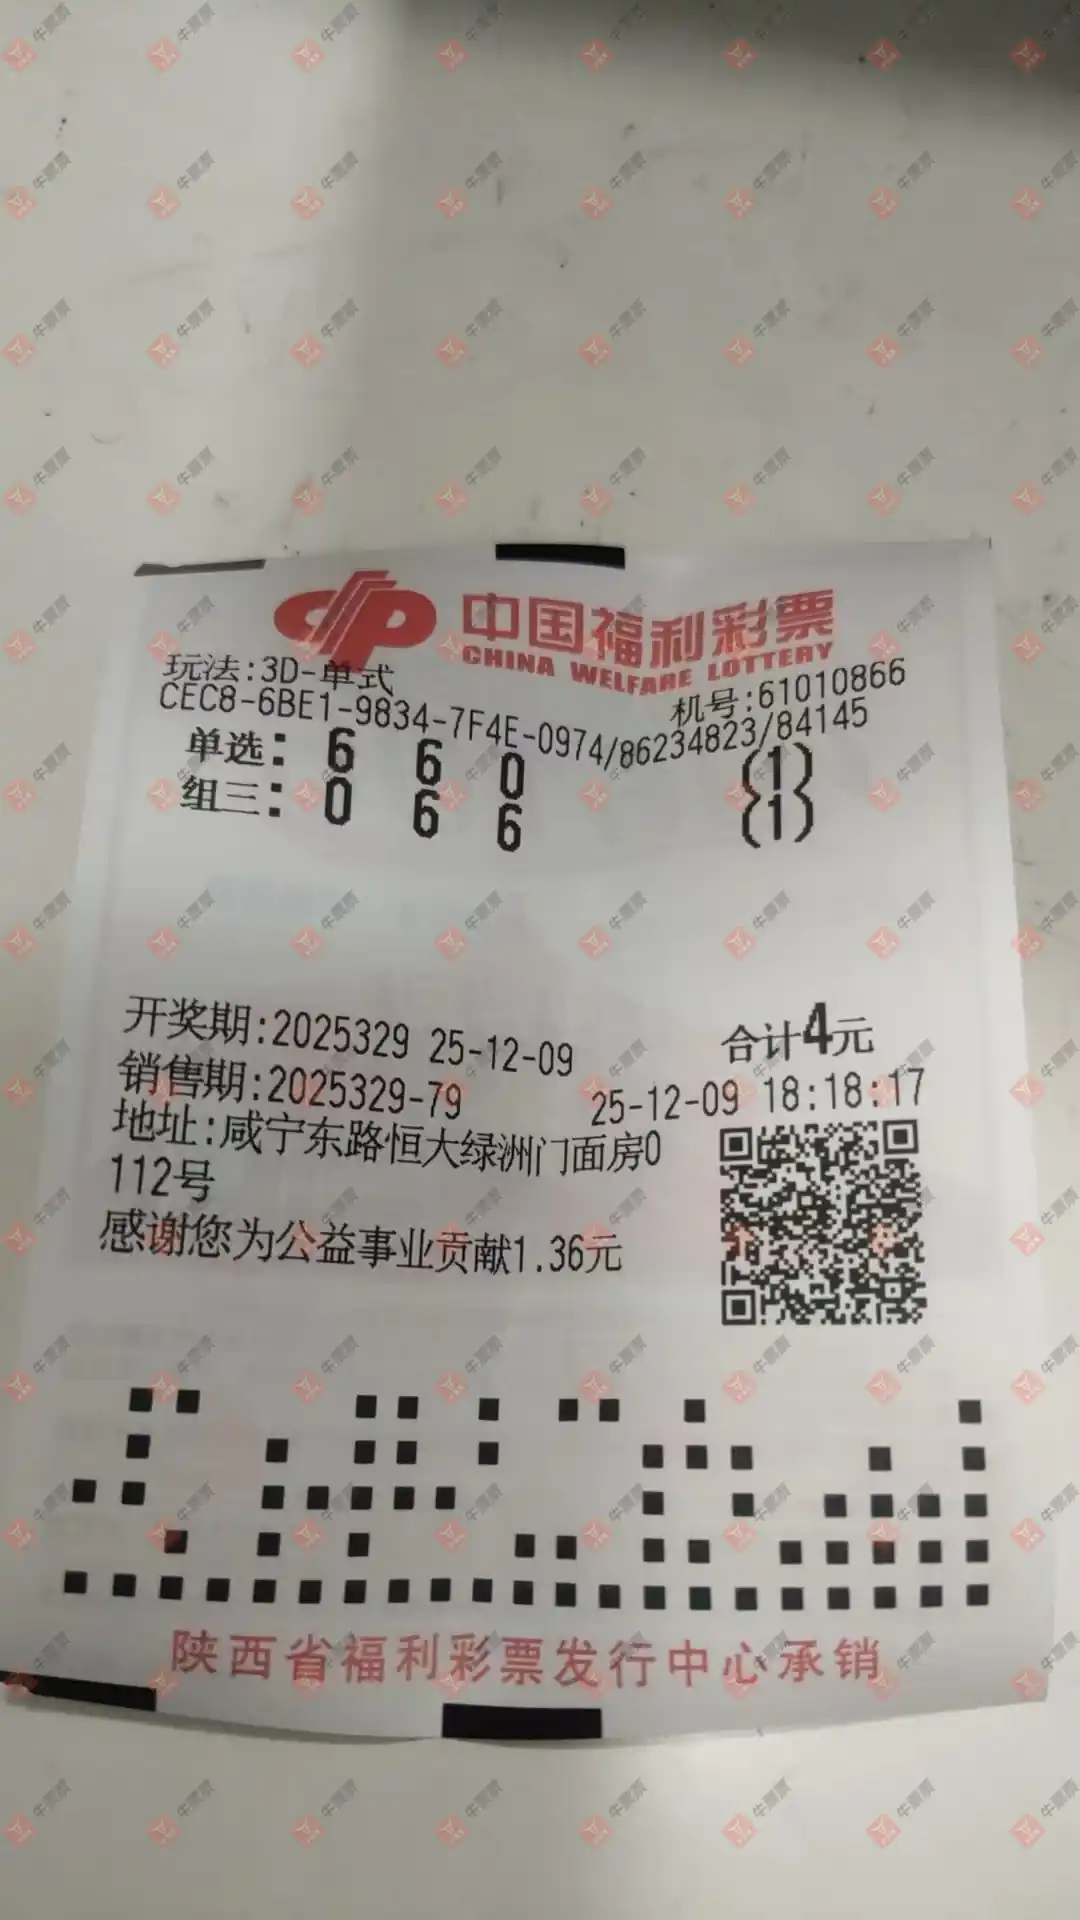 中国福利彩票
CHINA WELFARE LOTTERY
玩法:3D-单式
机号:61010866
CEC8-6BE1-9834-7F4E-0974/86234823/84145
单选: 6 6 0 (1)
组三: 0 6 6 (1)
开奖期:2025329 25-12-09 合计4元
销售期:2025329-79 25-12-09 18:18:17
地址:咸宁东路恒大绿洲门面房0
112号
感谢您为公益事业贡献1.36元
陕西省福利彩票发行中心承销
牛票票